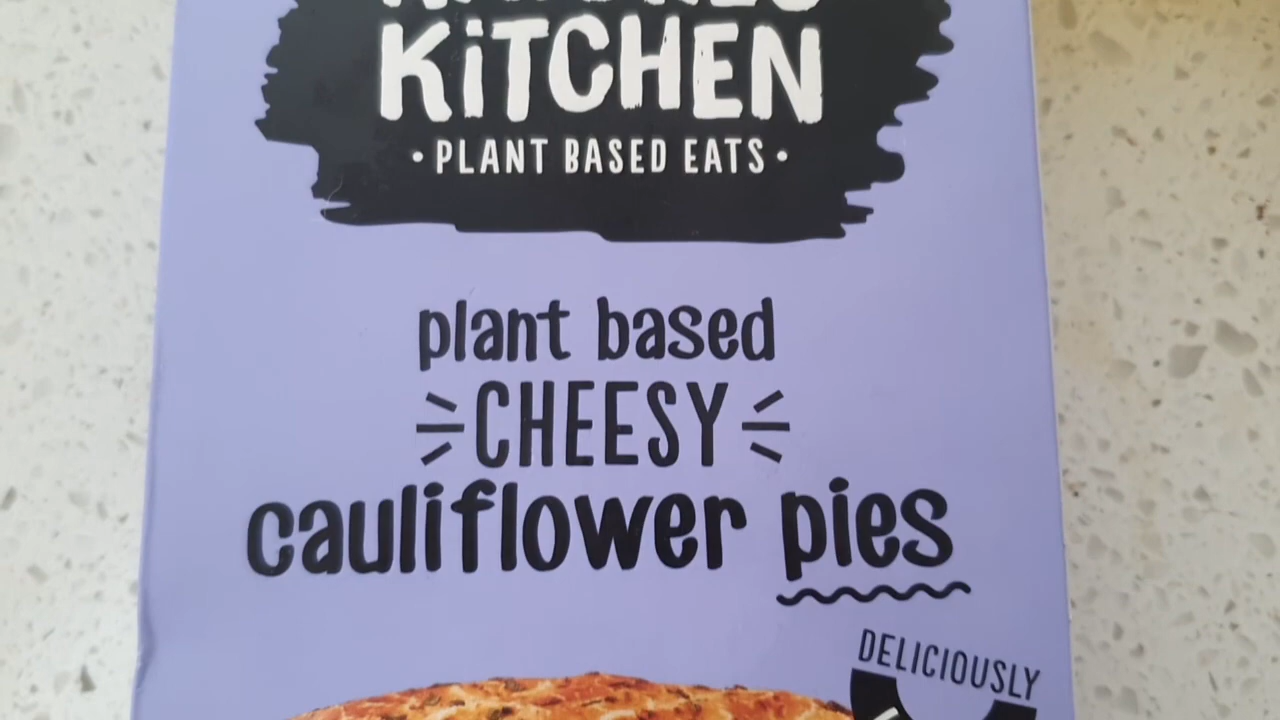 KiTCHEN
• PLANT BASED EATS •
plant based
CHEESY
cauliflower pies
DELICIOUSLY